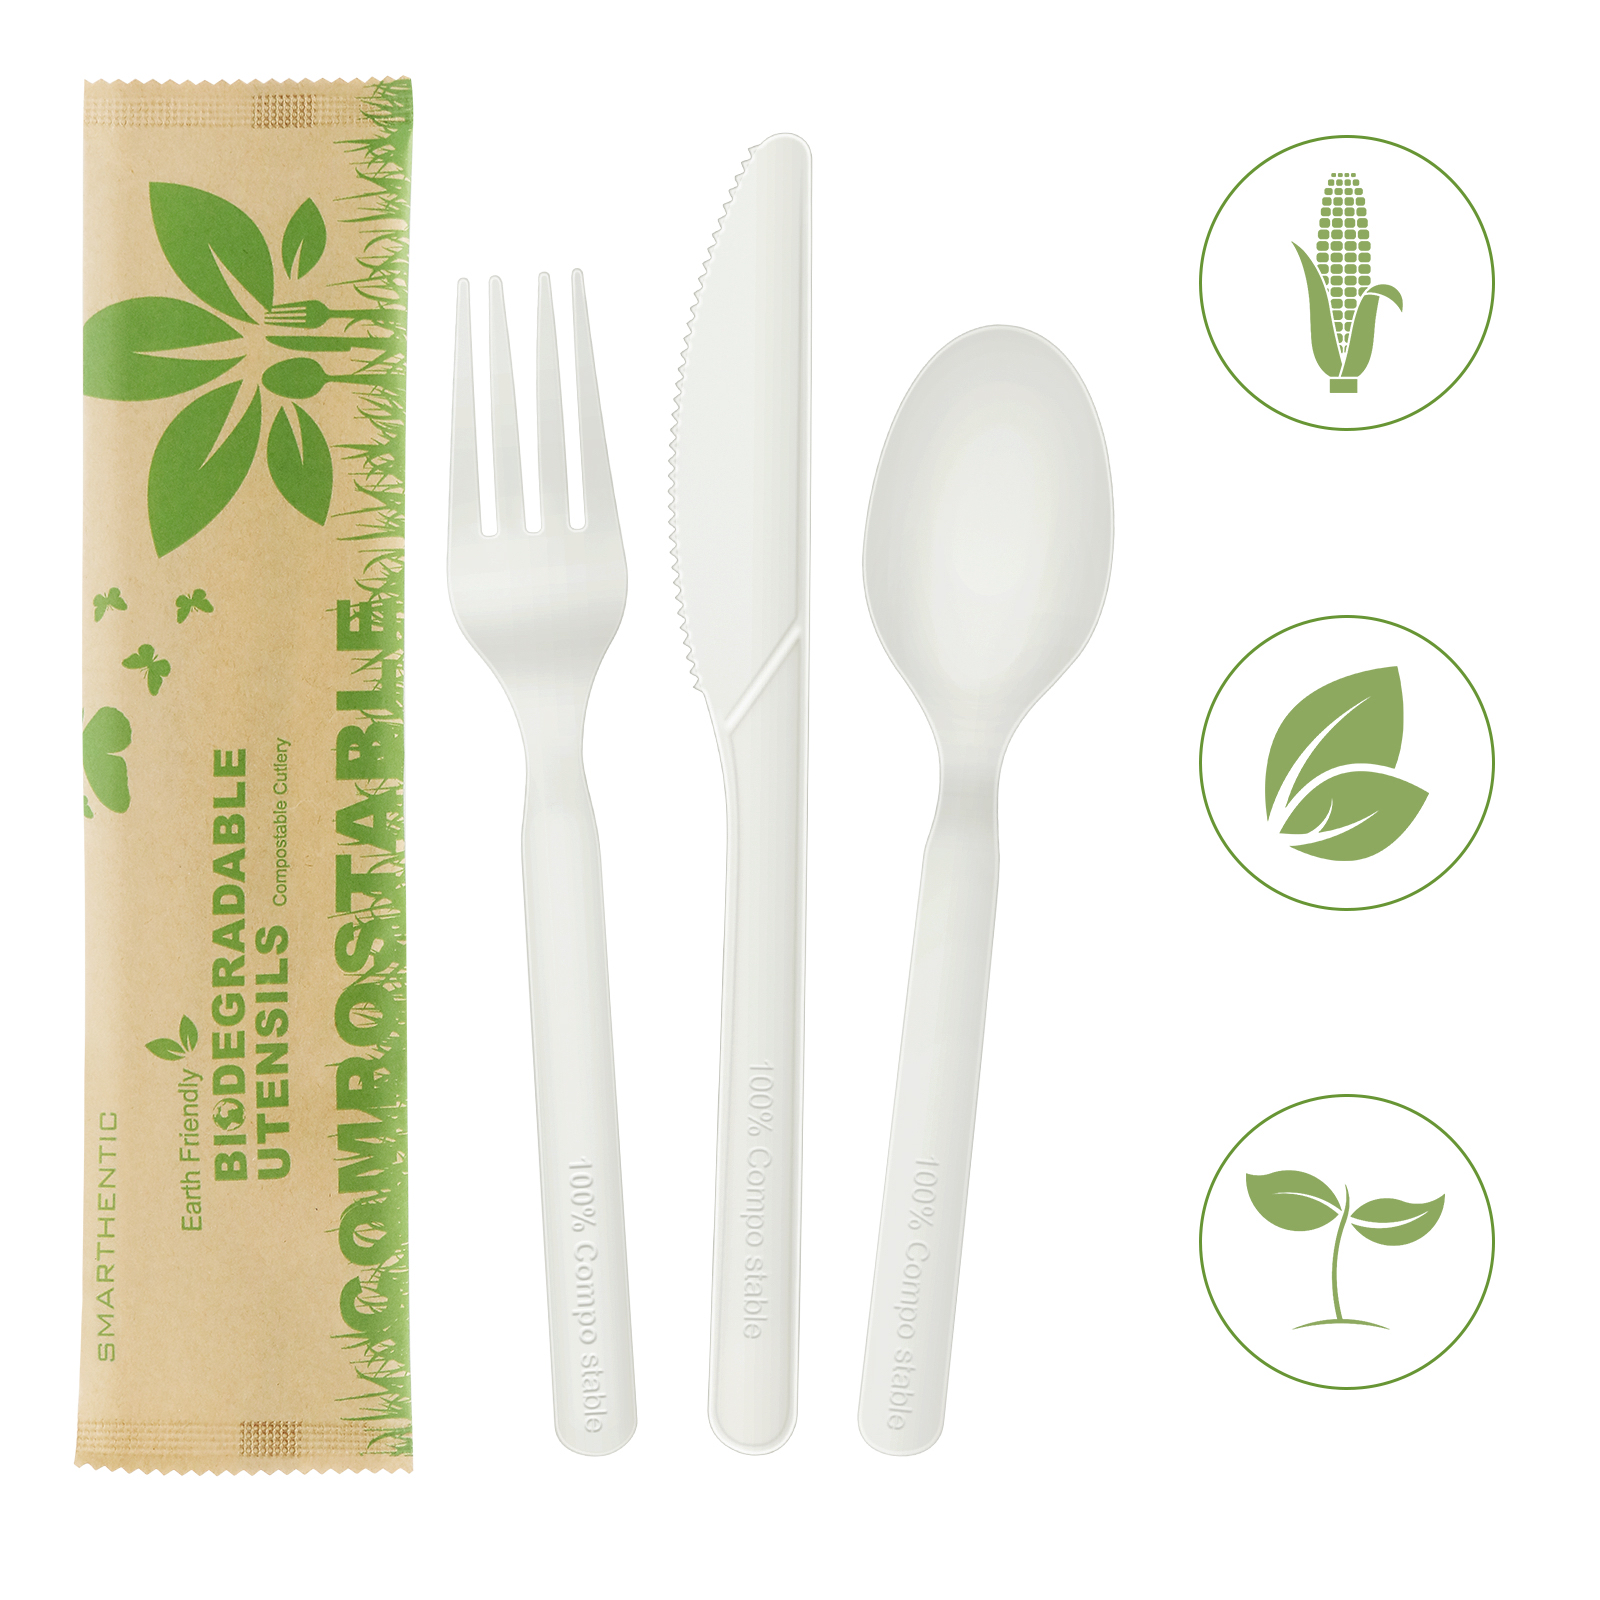 SMARTHENTIC
Earth Friendly
BIODEGRADABLE
UTENSILS Compostable Cutlery
COMPOSTABLE
100% Compo stable
100% Compo stable
100% Compo stable